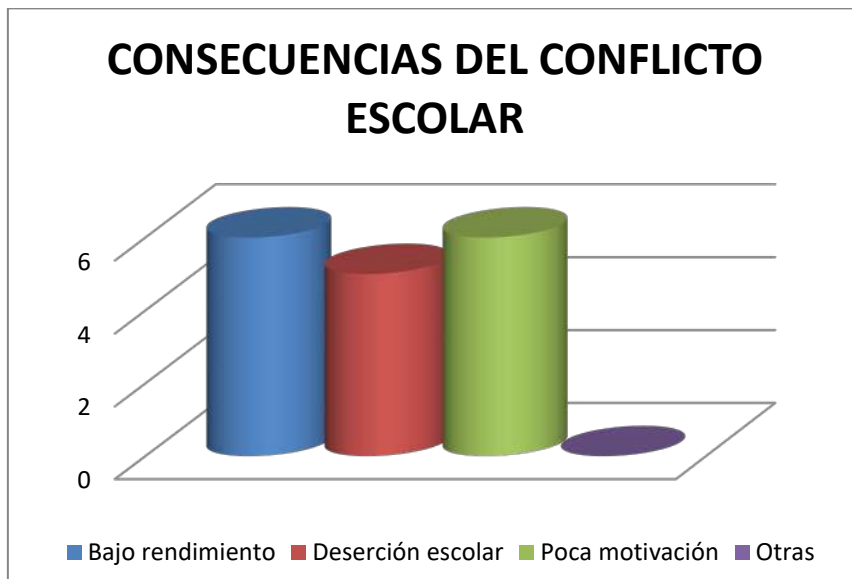 CONSECUENCIAS DEL CONFLICTO
ESCOLAR
6
4
2
0
Bajo rendimiento Deserción escolar Poca motivación Otras